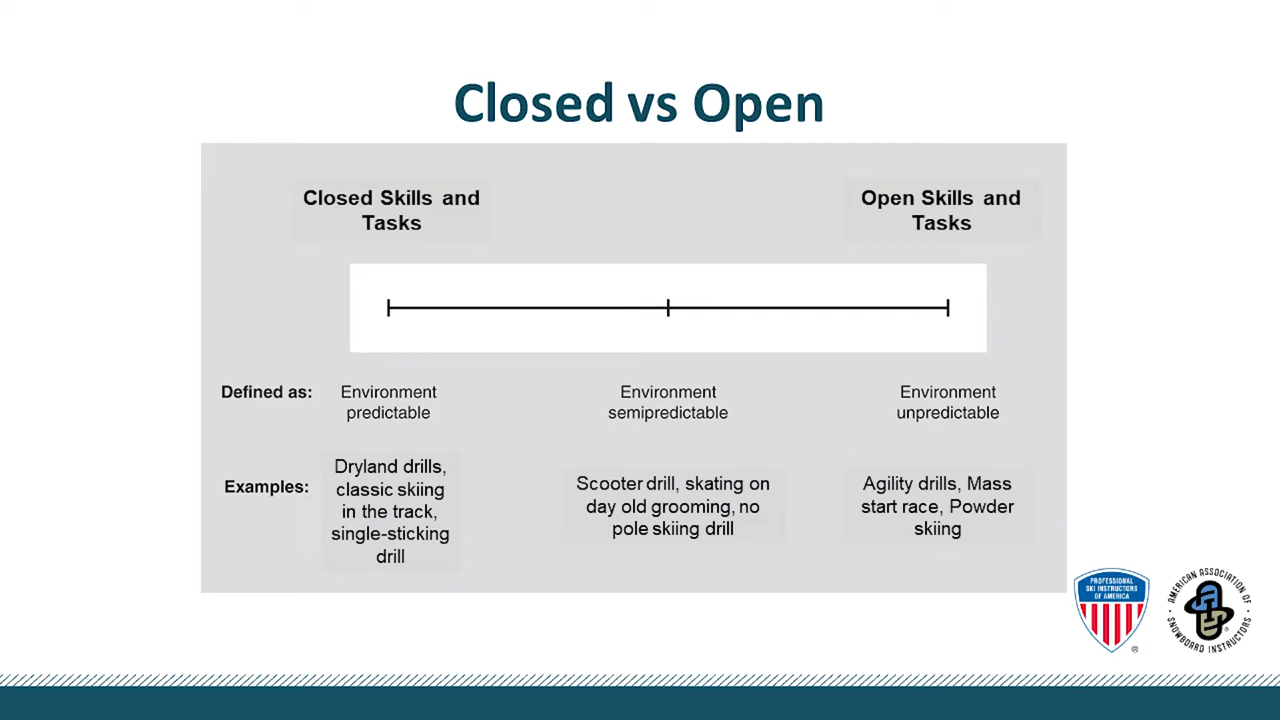 Closed vs Open
Closed Skills and
Tasks
Open Skills and
Tasks
Defined as:
Environment
predictable
Environment
semipredictable
Environment
unpredictable
Examples:
Dryland drills,
classic skiing
in the track,
single-sticking
drill
Scooter drill, skating on
day old grooming, no
pole skiing drill
Agility drills, Mass
start race, Powder
skiing
PROFESSIONAL
SKI INSTRUCTORS
OF AMERICA
®
AMERICAN ASSOCIATION OF
SNOWBOARD INSTRUCTORS
®